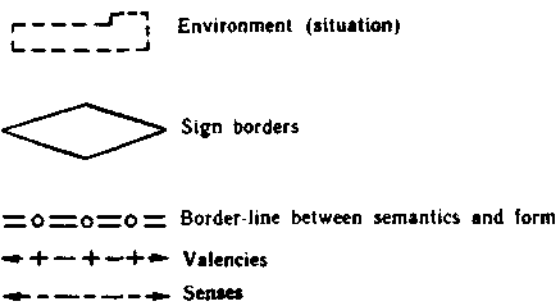 Environment (situation)
Sign borders
Border-line between semantics and form
Valencies
Senses